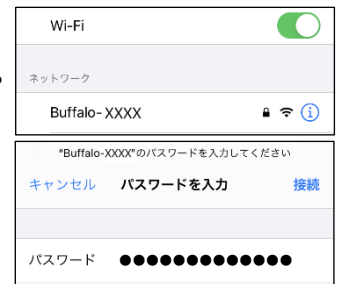 Wi-Fi
ネットワーク
Buffalo-XXXX
"Buffalo-XXXX"のパスワードを入力してください
キャンセル パスワードを入力 接続
パスワード ●●●●●●●●●●●●●